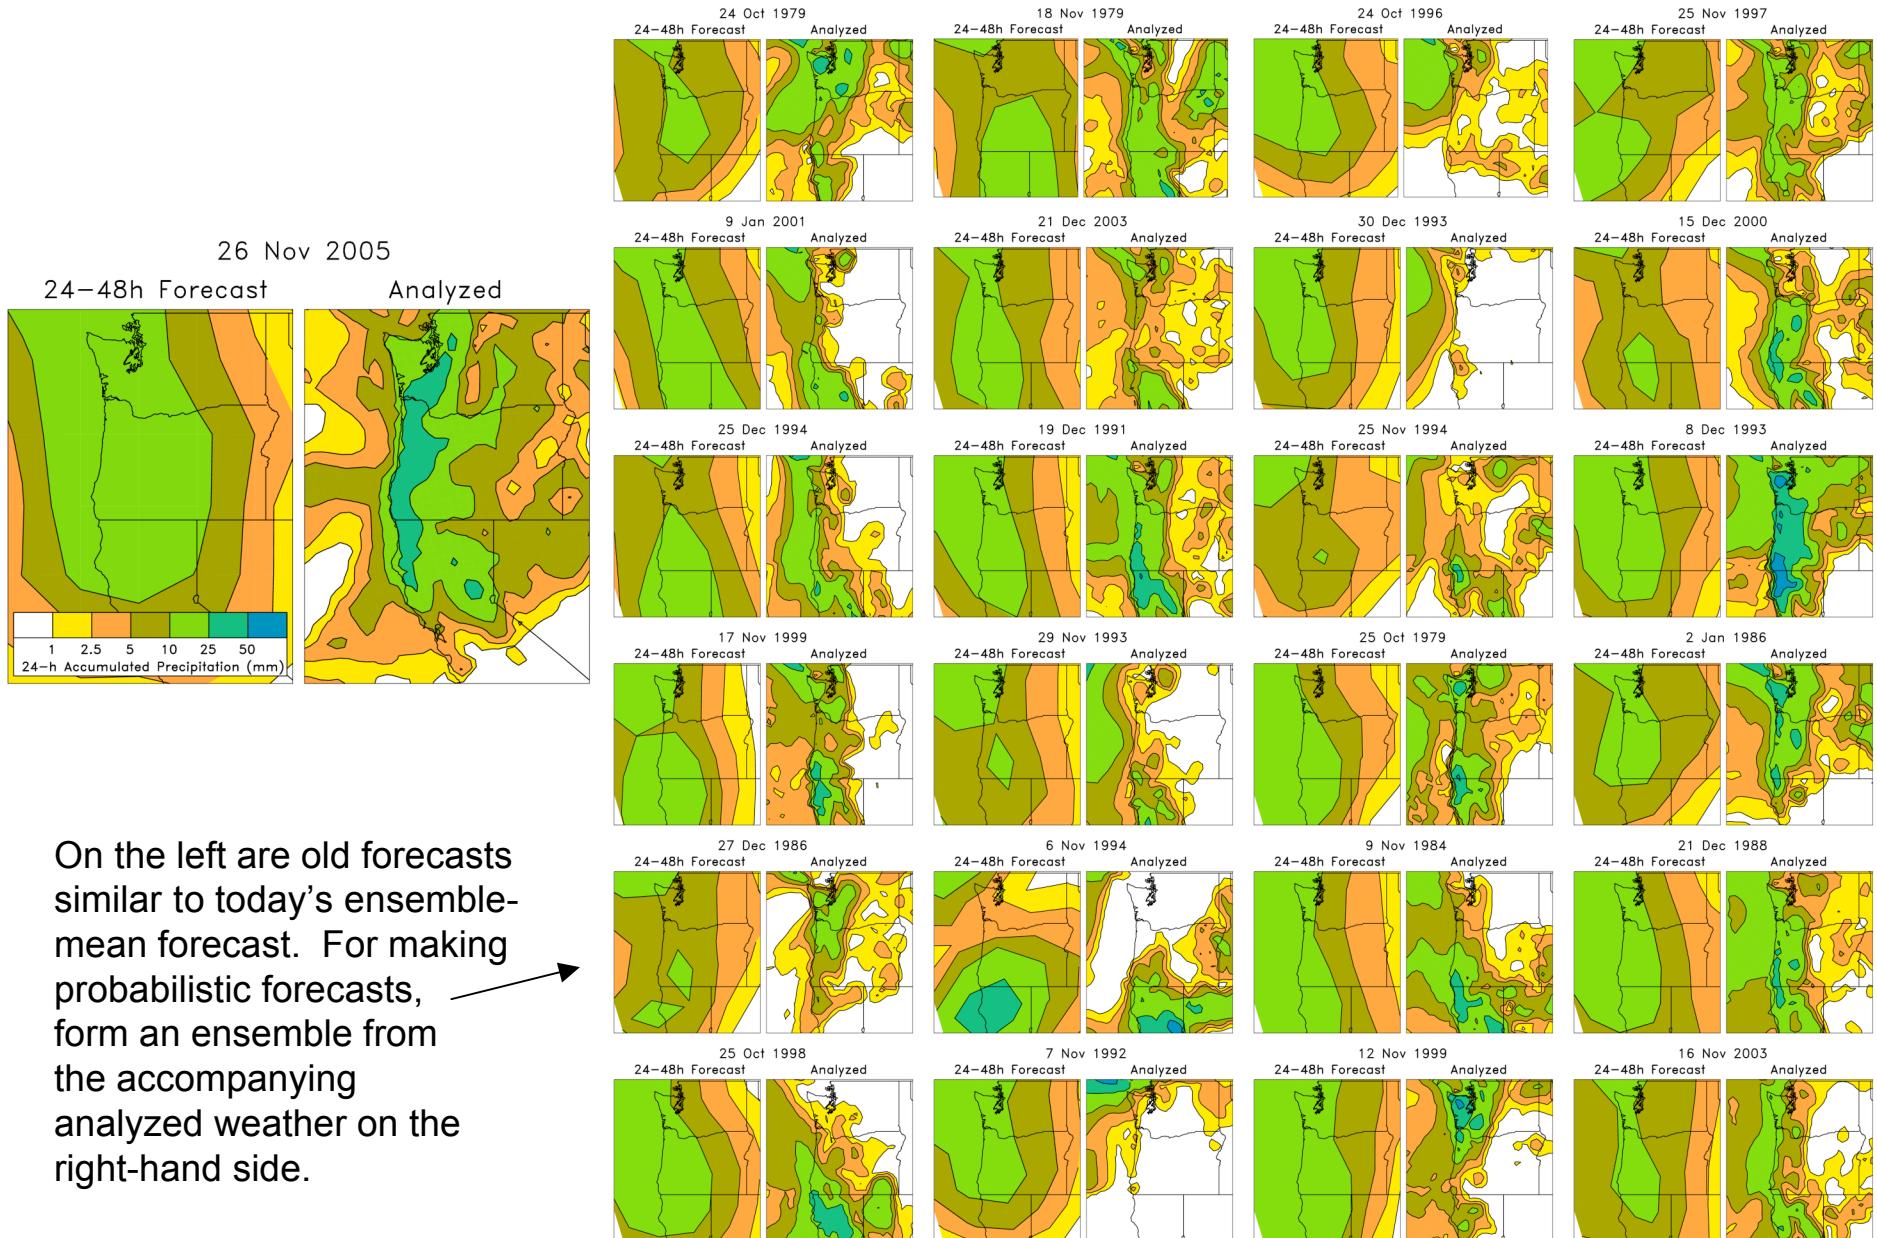 24 Oct 1979
24-48h Forecast Analyzed
18 Nov 1979
24-48h Forecast Analyzed
24 Oct 1996
24-48h Forecast Analyzed
25 Nov 1997
24-48h Forecast Analyzed
9 Jan 2001
24-48h Forecast Analyzed
21 Dec 2003
24-48h Forecast Analyzed
30 Dec 1993
24-48h Forecast Analyzed
15 Dec 2000
24-48h Forecast Analyzed
26 Nov 2005
24-48h Forecast Analyzed
1 2.5 5 10 25 50
24-h Accumulated Precipitation (mm)
25 Dec 1994
24-48h Forecast Analyzed
19 Dec 1991
24-48h Forecast Analyzed
25 Nov 1994
24-48h Forecast Analyzed
8 Dec 1993
24-48h Forecast Analyzed
17 Nov 1999
24-48h Forecast Analyzed
29 Nov 1993
24-48h Forecast Analyzed
25 Oct 1979
24-48h Forecast Analyzed
2 Jan 1986
24-48h Forecast Analyzed
On the left are old forecasts
similar to today's ensemble-
mean forecast. For making
probabilistic forecasts,
form an ensemble from
the accompanying
analyzed weather on the
right-hand side.
27 Dec 1986
24-48h Forecast Analyzed
6 Nov 1994
24-48h Forecast Analyzed
9 Nov 1984
24-48h Forecast Analyzed
21 Dec 1988
24-48h Forecast Analyzed
25 Oct 1998
24-48h Forecast Analyzed
7 Nov 1992
24-48h Forecast Analyzed
12 Nov 1999
24-48h Forecast Analyzed
16 Nov 2003
24-48h Forecast Analyzed